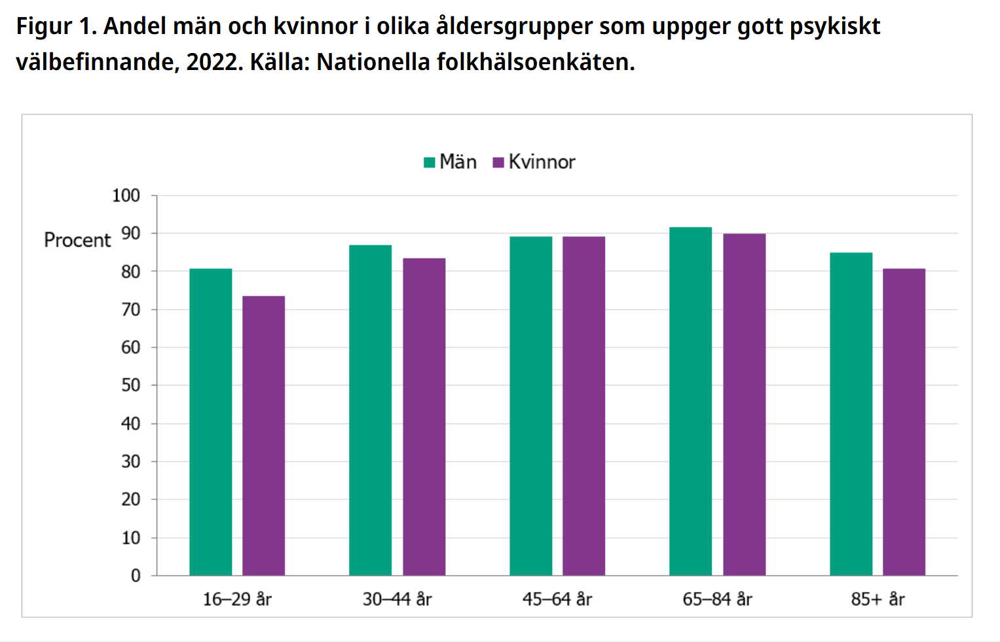 Figur 1. Andel män och kvinnor i olika åldersgrupper som uppger gott psykiskt
välbefinnande, 2022. Källa: Nationella folkhälsoenkäten.
Män Kvinnor
Procent
100
90
80
70
60
50
40
30
20
10
0
16–29 år 30–44 år 45–64 år 65–84 år 85+ år